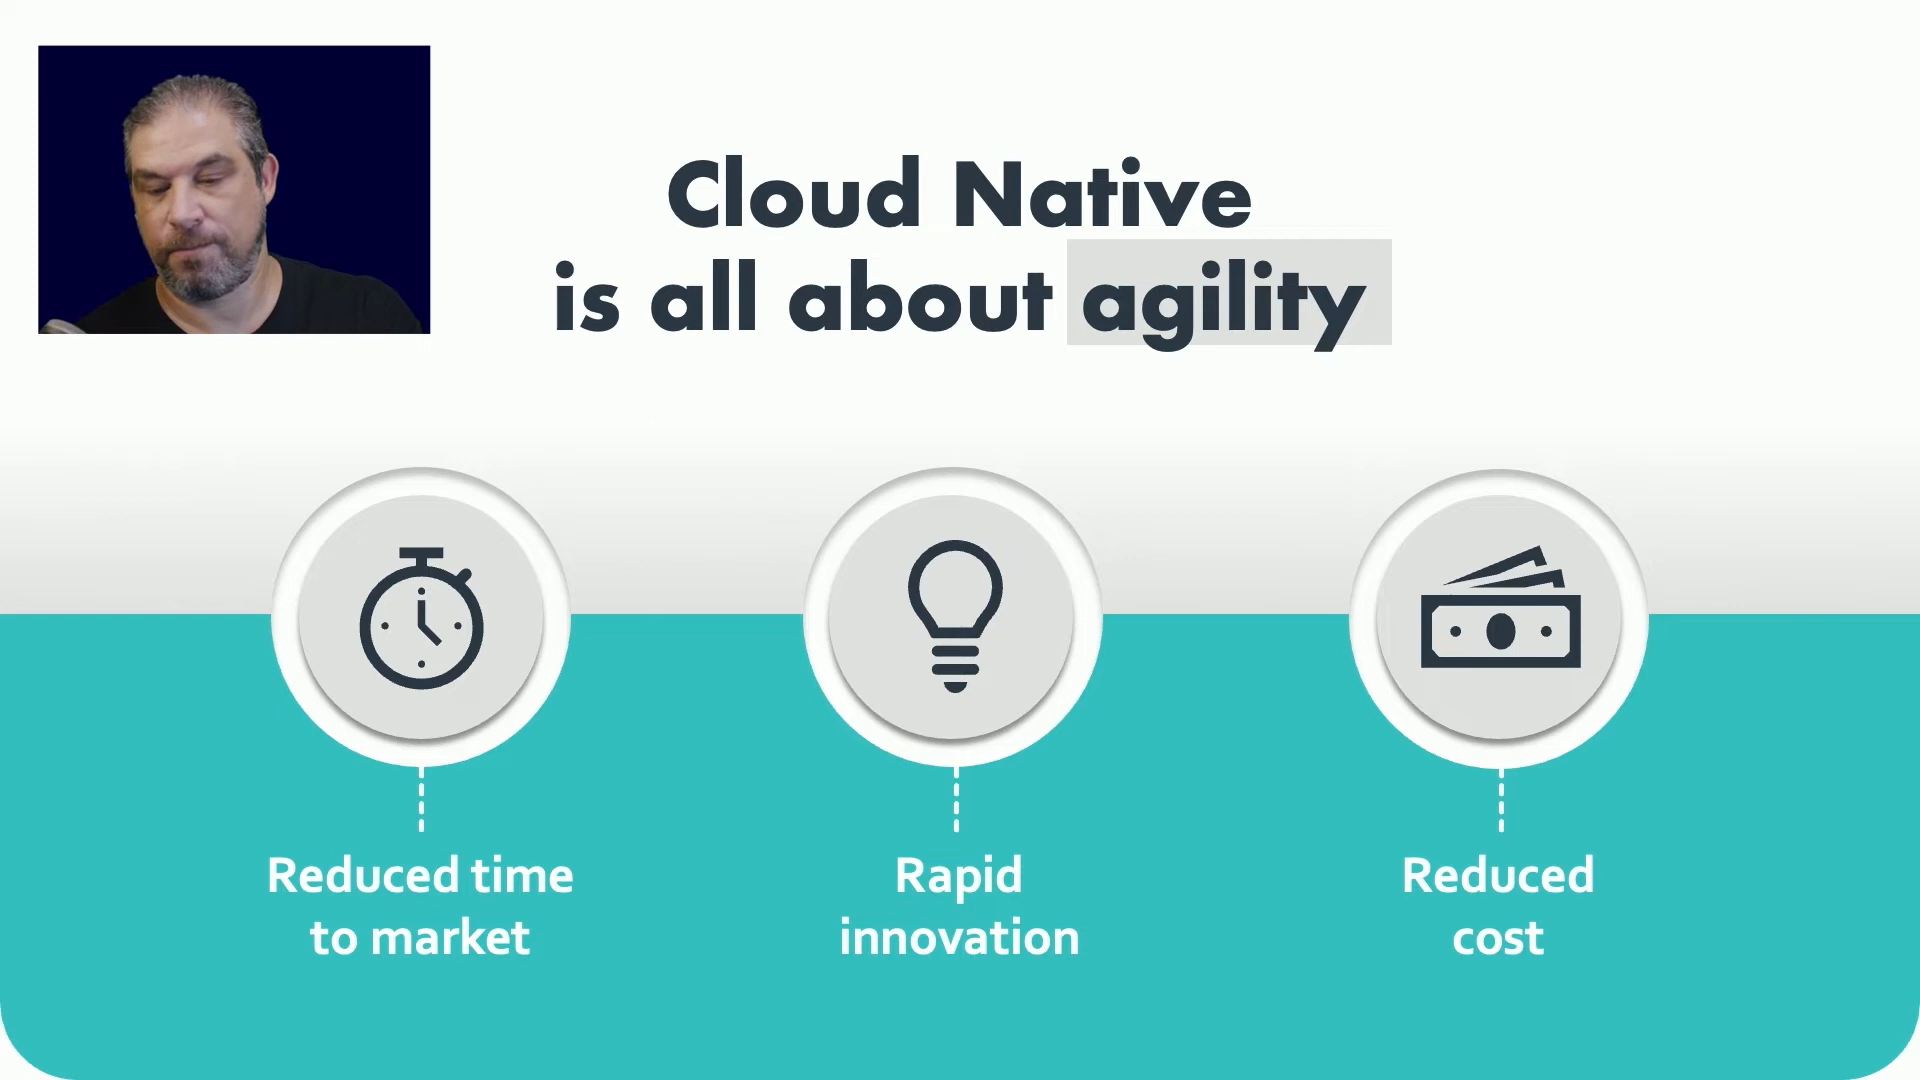 Cloud Native
is all about agility
Reduced time
to market
Rapid
innovation
Reduced
cost